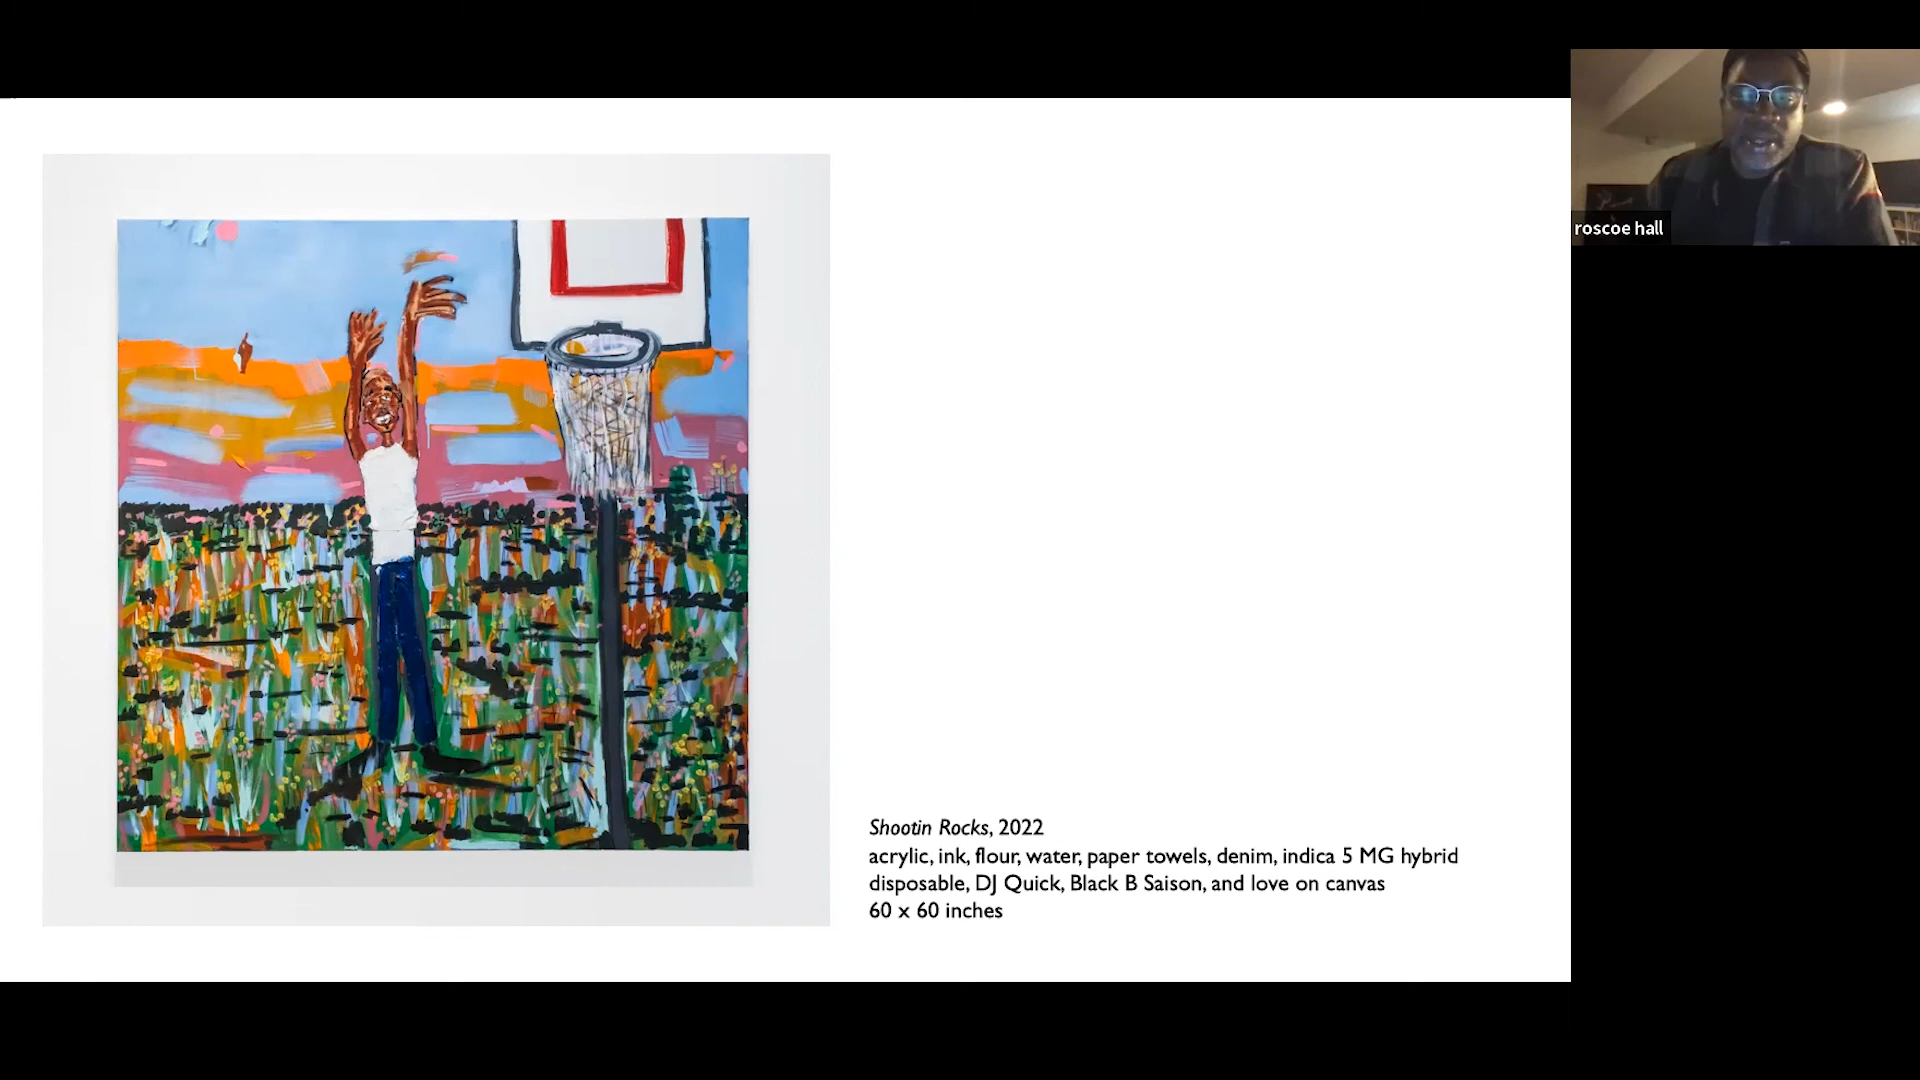 roscoe hall
Shootin Rocks, 2022
acrylic, ink, flour, water, paper towels, denim, indica 5 MG hybrid
disposable, DJ Quick, Black B Saison, and love on canvas
60 x 60 inches